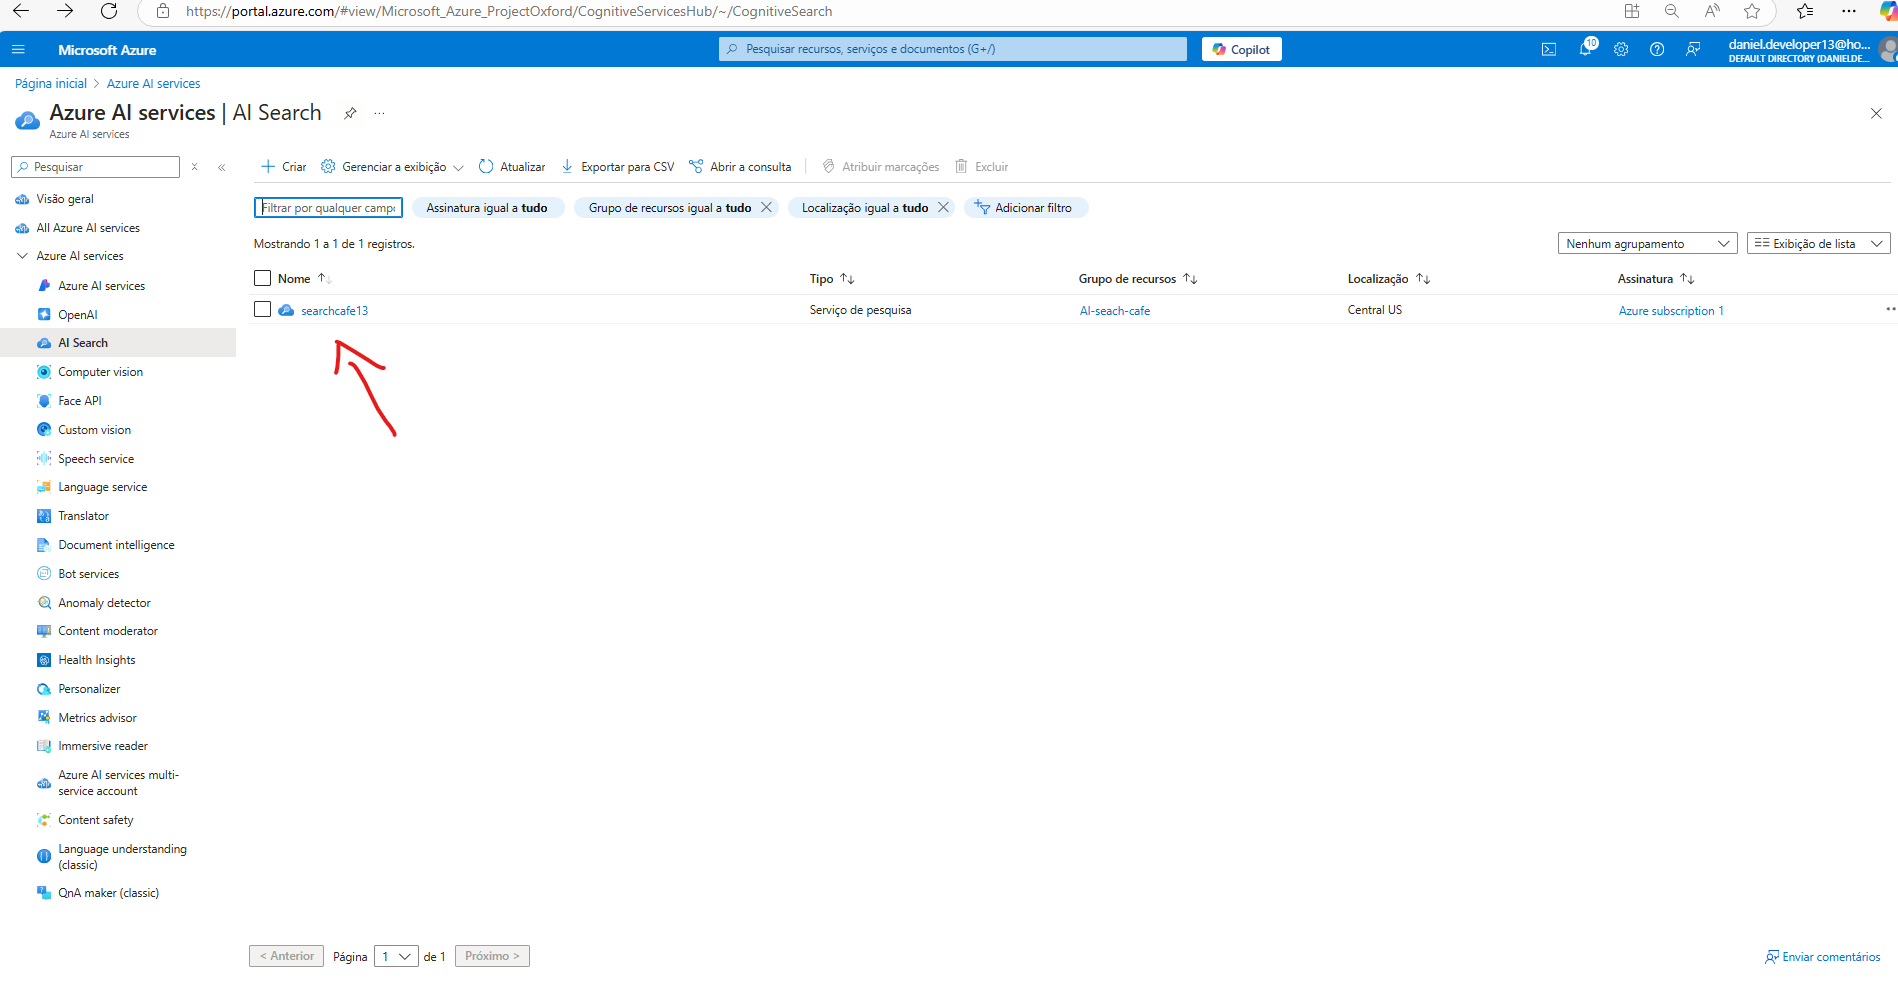 https://portal.azure.com/#view/Microsoft_Azure_ProjectOxford/CognitiveServicesHub/~/CognitiveSearch
Microsoft Azure
Pesquisar recursos, serviços e documentos (G+/)
Copilot
10
daniel.developer13@ho...
DEFAULT DIRECTORY (DANIELDE...
Página inicial > Azure AI services
Azure AI services | AI Search
Azure AI services
Pesquisar
Criar Gerenciar a exibição Atualizar Exportar para CSV Abrir a consulta Atribuir marcações Excluir
Filtrar por qualquer campo Assinatura igual a tudo Grupo de recursos igual a tudo Localização igual a tudo Adicionar filtro
Mostrando 1 a 1 de 1 registros.
Nenhum agrupamento Exibição de lista
Nome Tipo Grupo de recursos Localização Assinatura
searchcafe13 Serviço de pesquisa AI-seach-cafe Central US Azure subscription 1
Visão geral
All Azure AI services
Azure AI services
Azure AI services
OpenAI
AI Search
Computer vision
Face API
Custom vision
Speech service
Language service
Translator
Document intelligence
Bot services
Anomaly detector
Content moderator
Health Insights
Personalizer
Metrics advisor
Immersive reader
Azure AI services multi-
service account
Content safety
Language understanding
(classic)
QnA maker (classic)
< Anterior Página 1 de 1 Próximo >
Enviar comentários